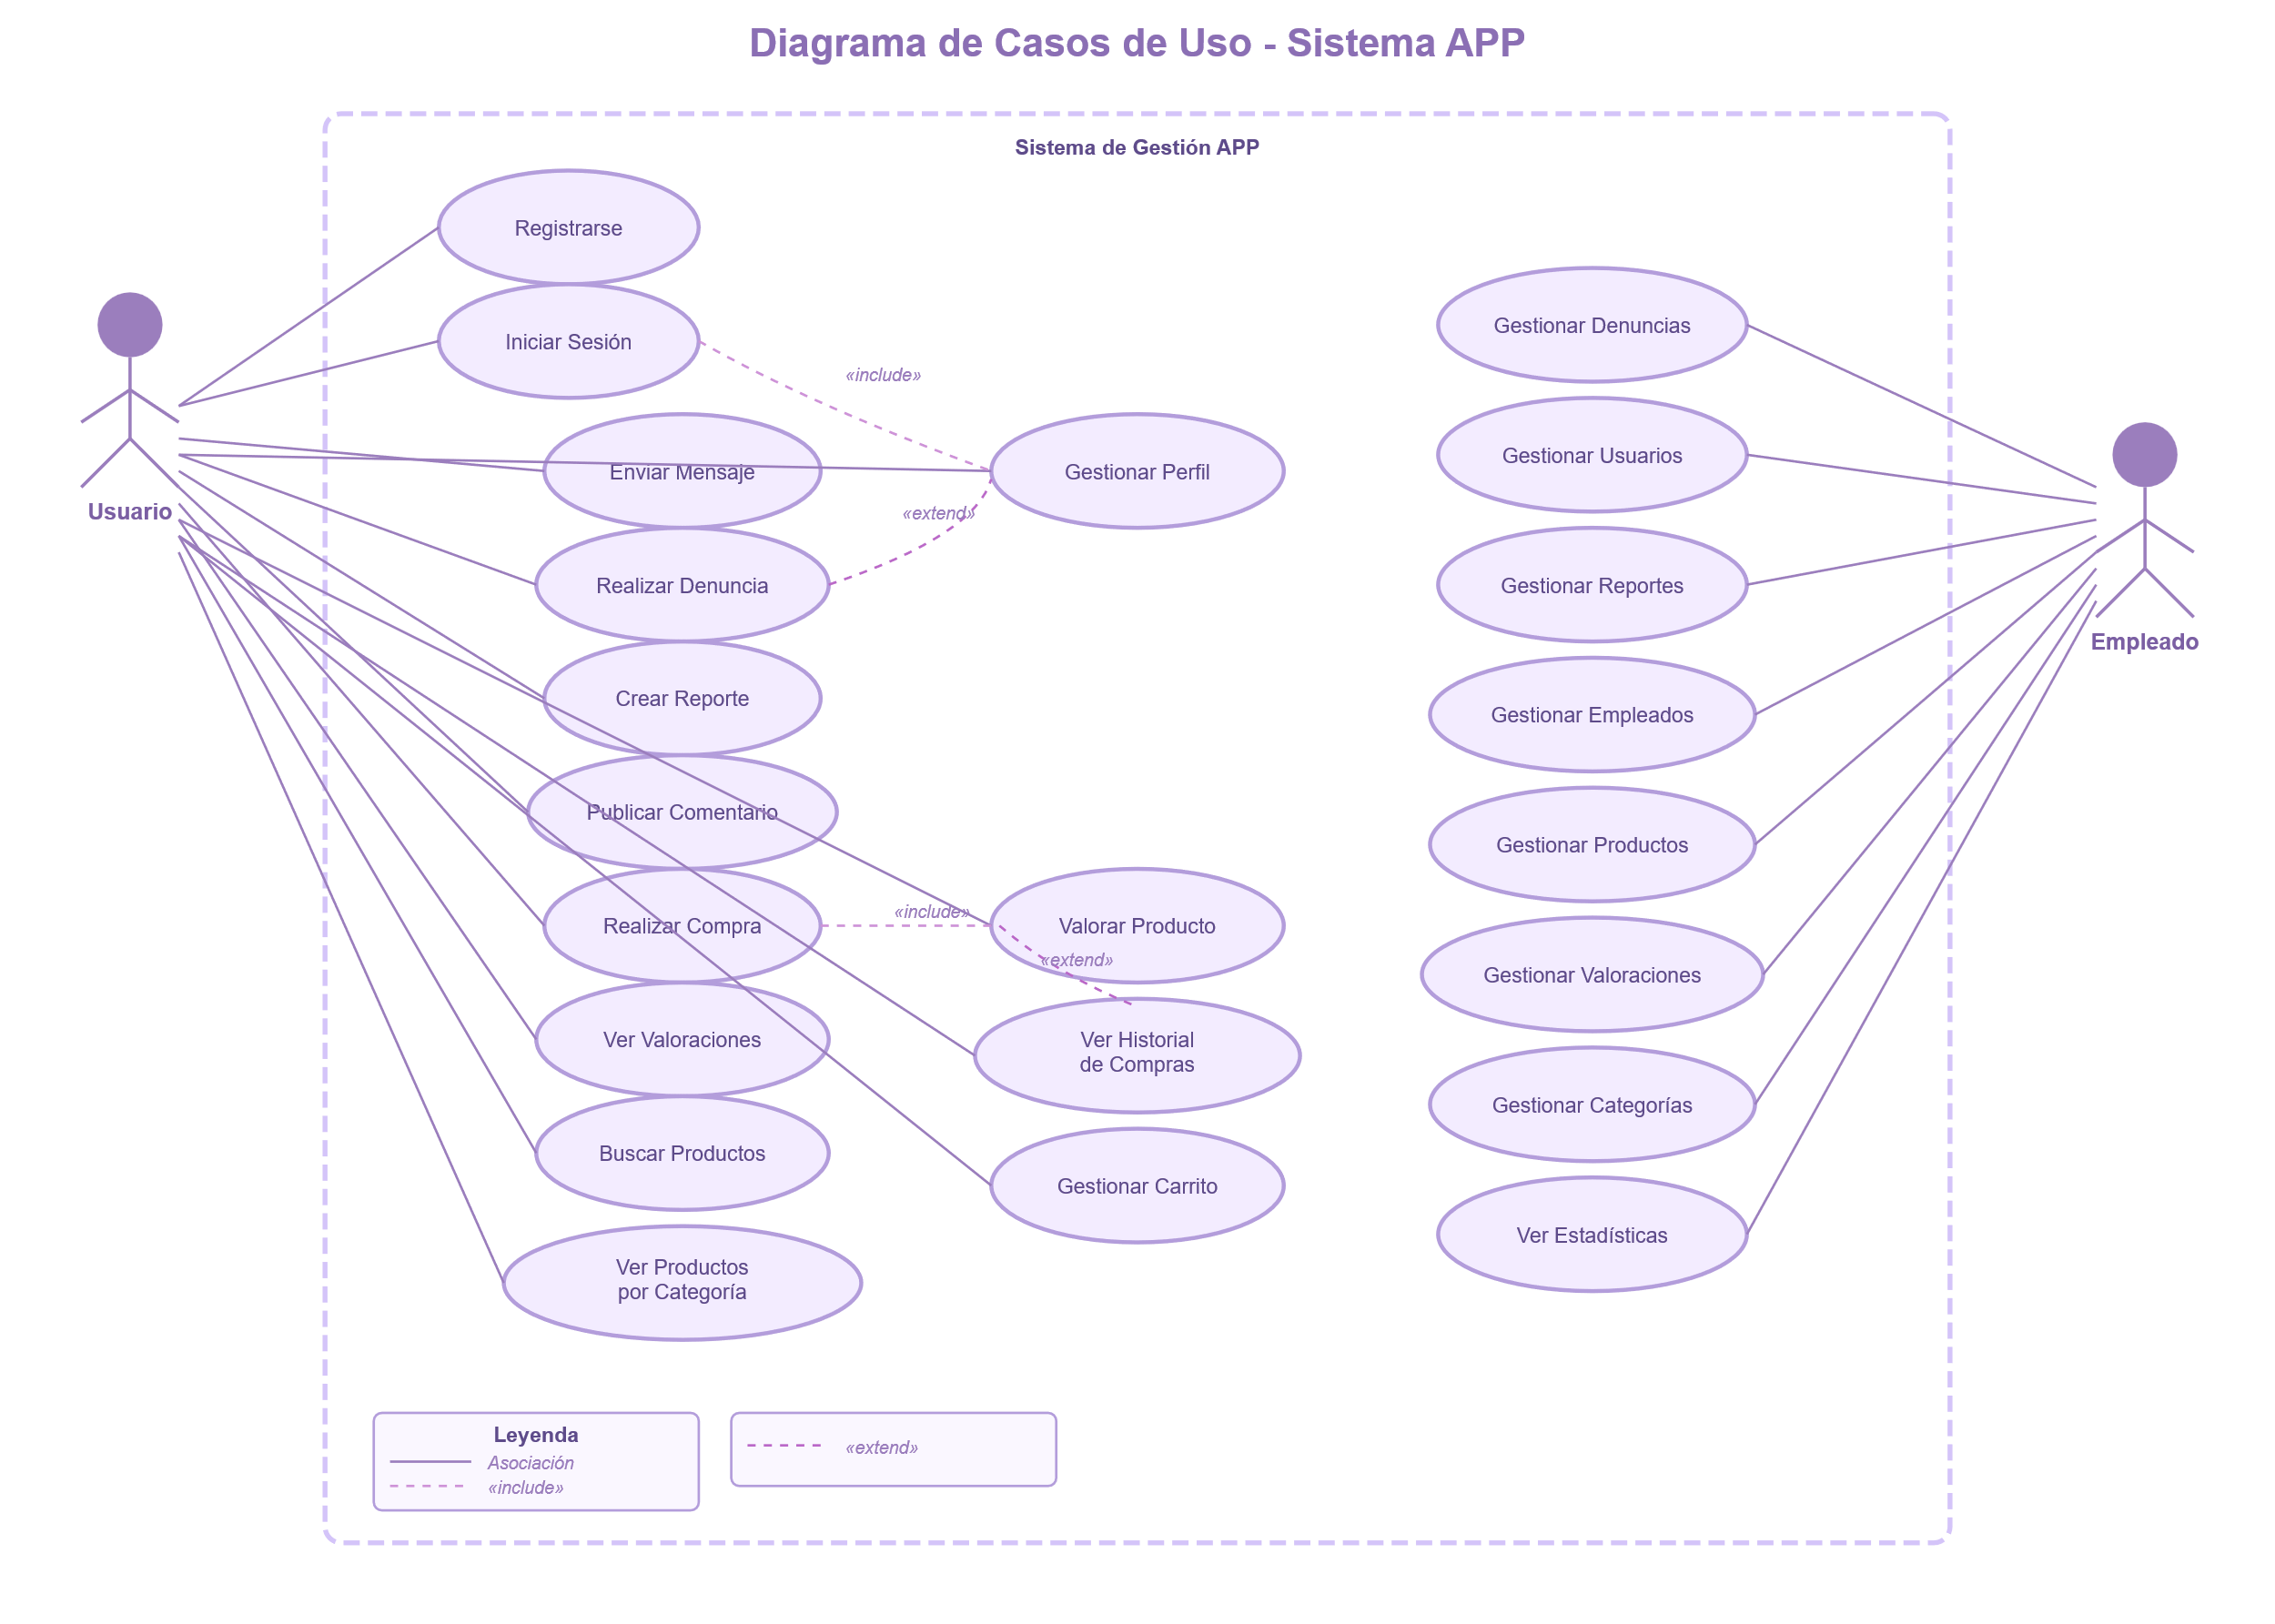 Diagrama de Casos de Uso - Sistema APP
Sistema de Gestión APP
Registrarse
Iniciar Sesión
Enviar Mensaje
Realizar Denuncia
Crear Reporte
Publicar Comentario
Realizar Compra
Ver Valoraciones
Buscar Productos
Ver Productos
por Categoría
«include»
Gestionar Perfil
«extend»
«include»
Valorar Producto
«extend»
Ver Historial
de Compras
Gestionar Carrito
Gestionar Denuncias
Gestionar Usuarios
Gestionar Reportes
Gestionar Empleados
Gestionar Productos
Gestionar Valoraciones
Gestionar Categorías
Ver Estadísticas
Usuario
Empleado
Leyenda
Asociación
«include»
«extend»